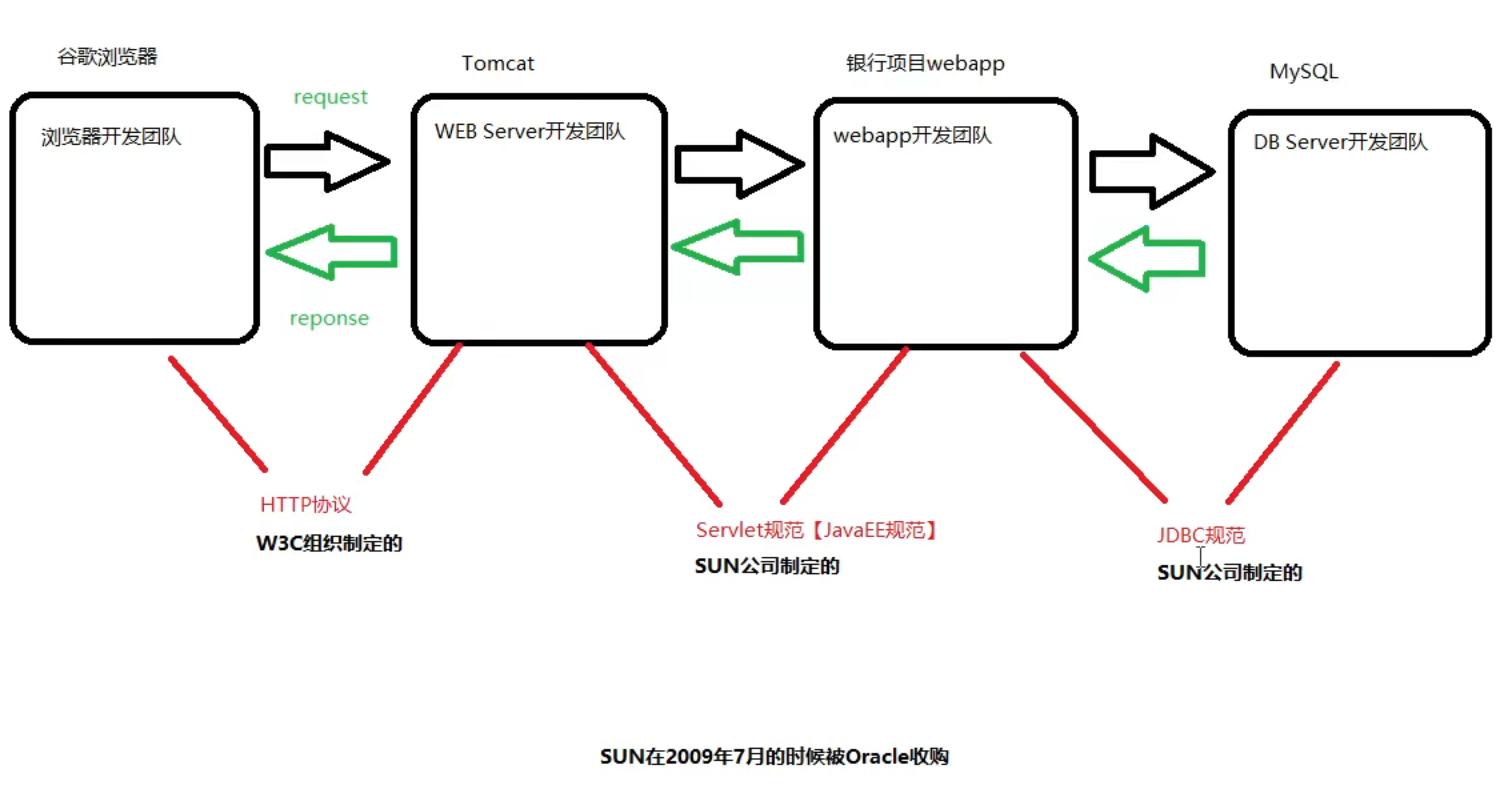 谷歌浏览器
Tomcat
银行项目webapp
MySQL
request
浏览器开发团队
WEB Server开发团队
webapp开发团队
DB Server开发团队
reponse
HTTP协议
W3C组织制定的
Servlet规范【JavaEE规范】
SUN公司制定的
JDBC规范
SUN公司制定的
SUN在2009年7月的时候被Oracle收购